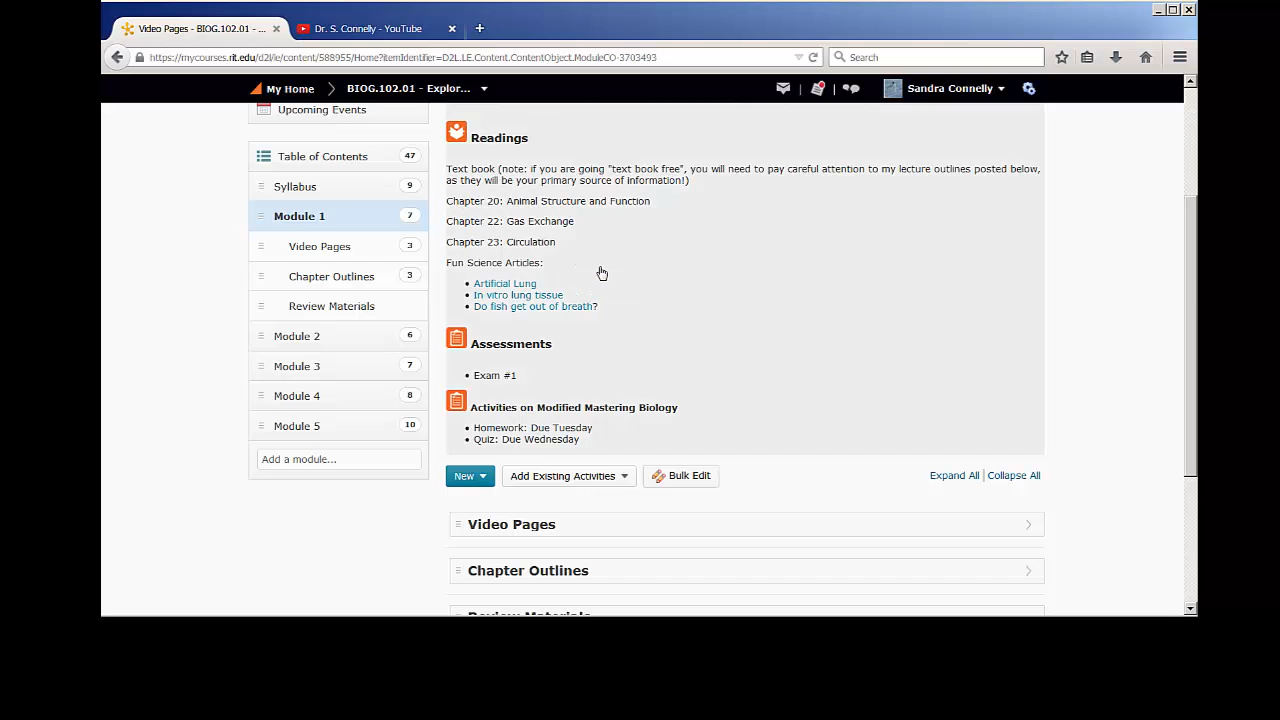 Video Pages - BIOG.102.01 - ...
Dr. S. Connelly - YouTube
https://mycourses.rit.edu/d2l/le/content/588955/Home?itemIdentifier=D2L.LE.Content.ContentObject.ModuleCO-3703493
Search
My Home
BIOG.102.01 - Explor...
Sandra Connelly
Upcoming Events
Table of Contents 47
Syllabus 9
Module 1 7
Video Pages 3
Chapter Outlines 3
Review Materials
Module 2 6
Module 3 7
Module 4 8
Module 5 10
Add a module...
Readings
Text book (note: if you are going "text book free", you will need to pay careful attention to my lecture outlines posted below,
as they will be your primary source of information!)
Chapter 20: Animal Structure and Function
Chapter 22: Gas Exchange
Chapter 23: Circulation
Fun Science Articles:
• Artificial Lung
• In vitro lung tissue
• Do fish get out of breath?
Assessments
• Exam #1
Activities on Modified Mastering Biology
• Homework: Due Tuesday
• Quiz: Due Wednesday
New
Add Existing Activities
Bulk Edit
Expand All | Collapse All
Video Pages
Chapter Outlines
Review Materials